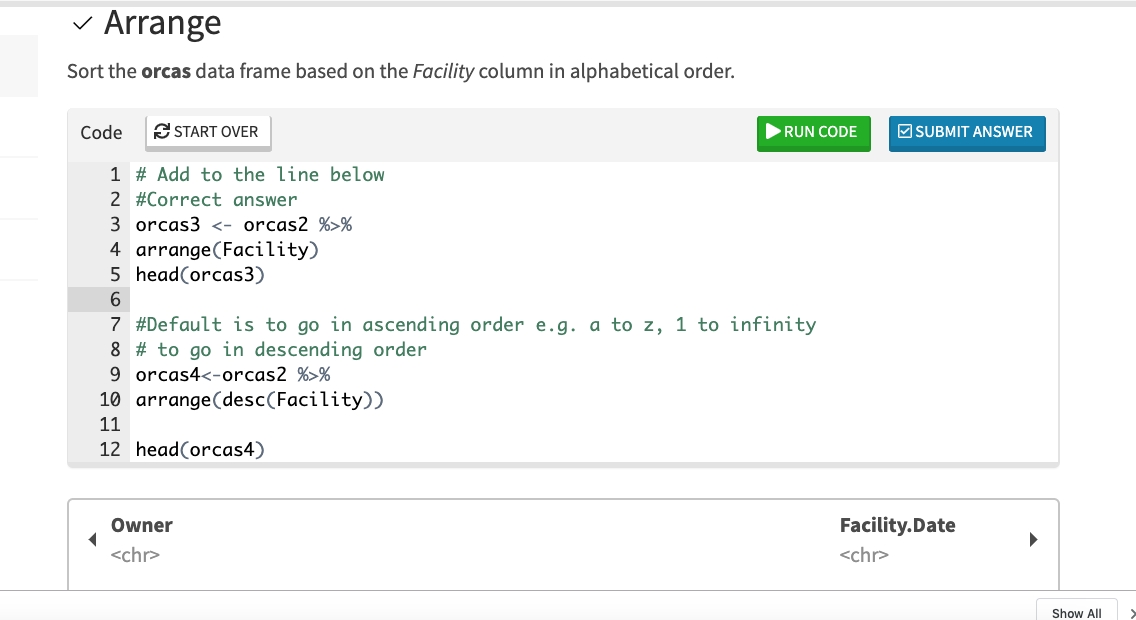 ✓ Arrange
Sort the orcas data frame based on the Facility column in alphabetical order.
Code START OVER RUN CODE SUBMIT ANSWER
1 # Add to the line below
2 #Correct answer
3 orcas3 <- orcas2 %>%
4 arrange(Facility)
5 head(orcas3)
6
7 #Default is to go in ascending order e.g. a to z, 1 to infinity
8 # to go in descending order
9 orcas4<-orcas2 %>%
10 arrange(desc(Facility))
11
12 head(orcas4)
Owner Facility.Date
<chr> <chr>
Show All